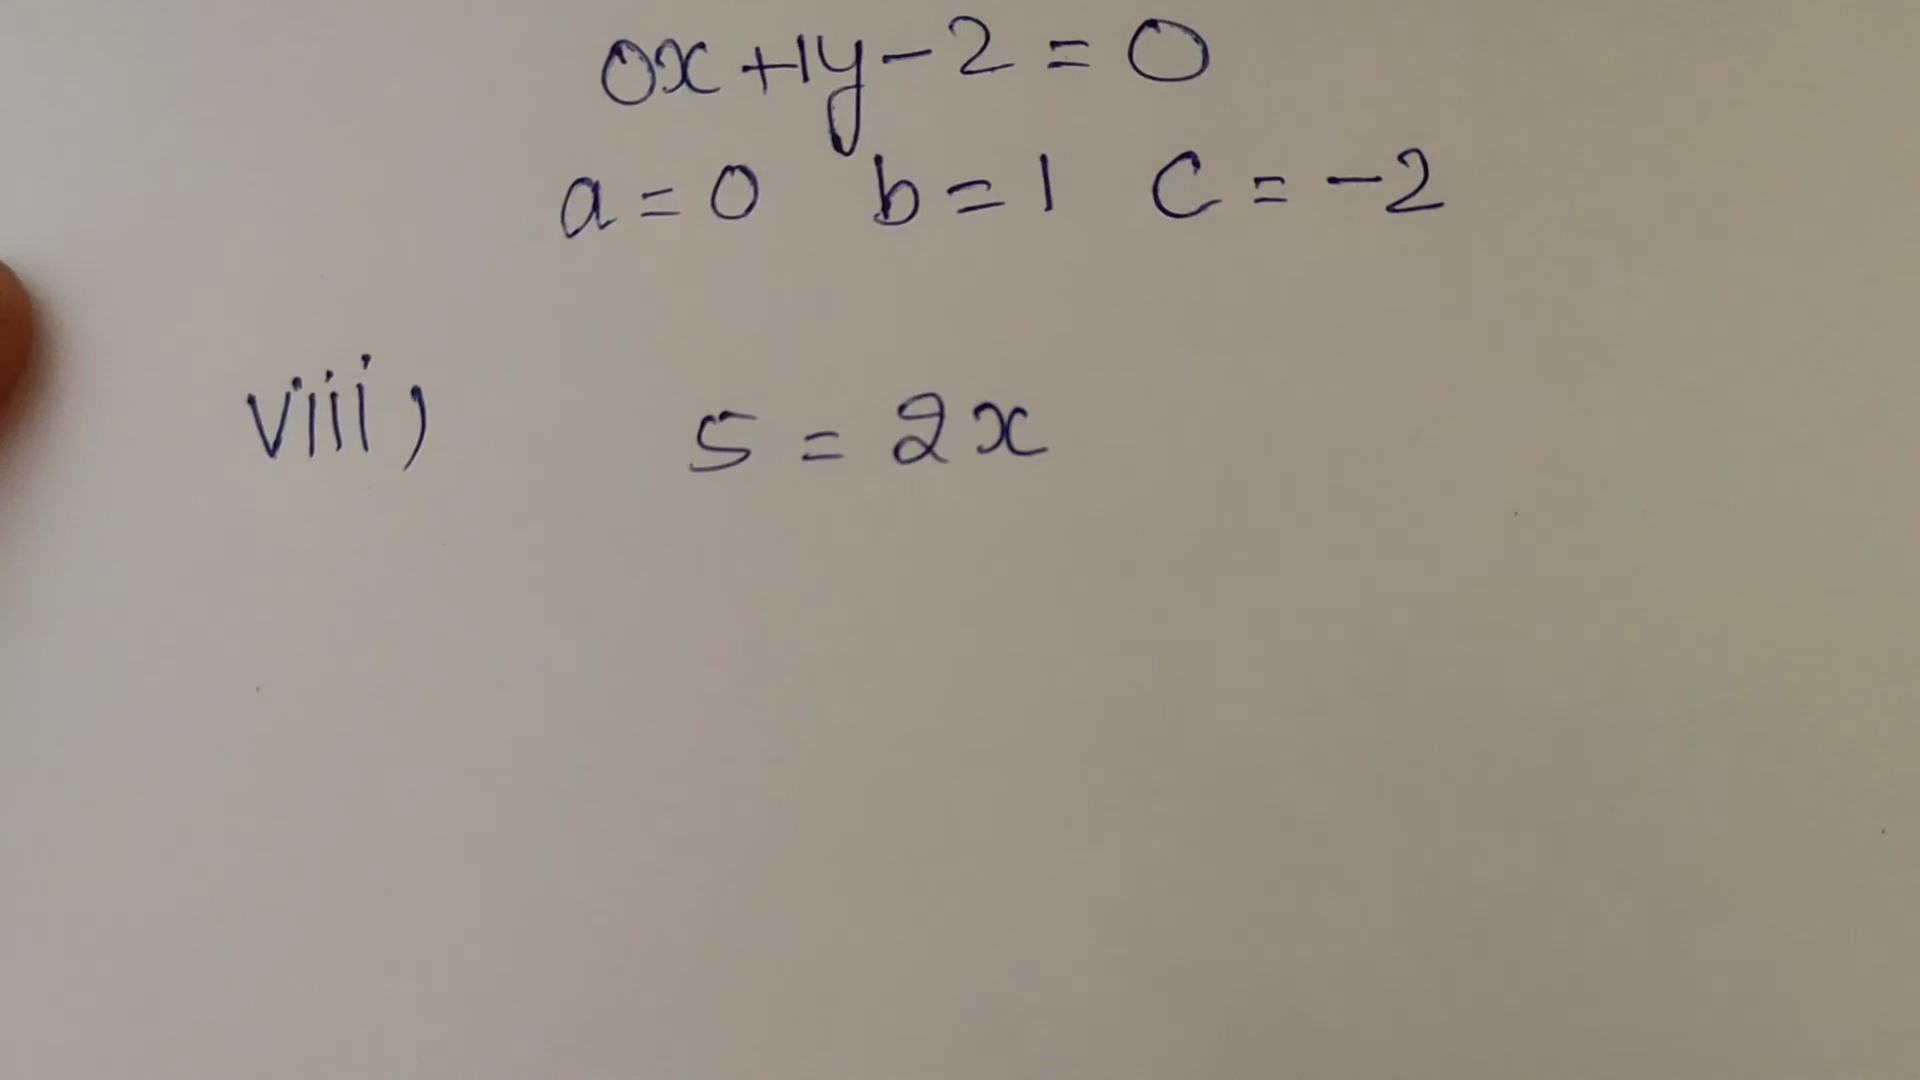 0x + 1y - 2 = 0
a = 0 b = 1 c = -2
viii) 5 = 2x